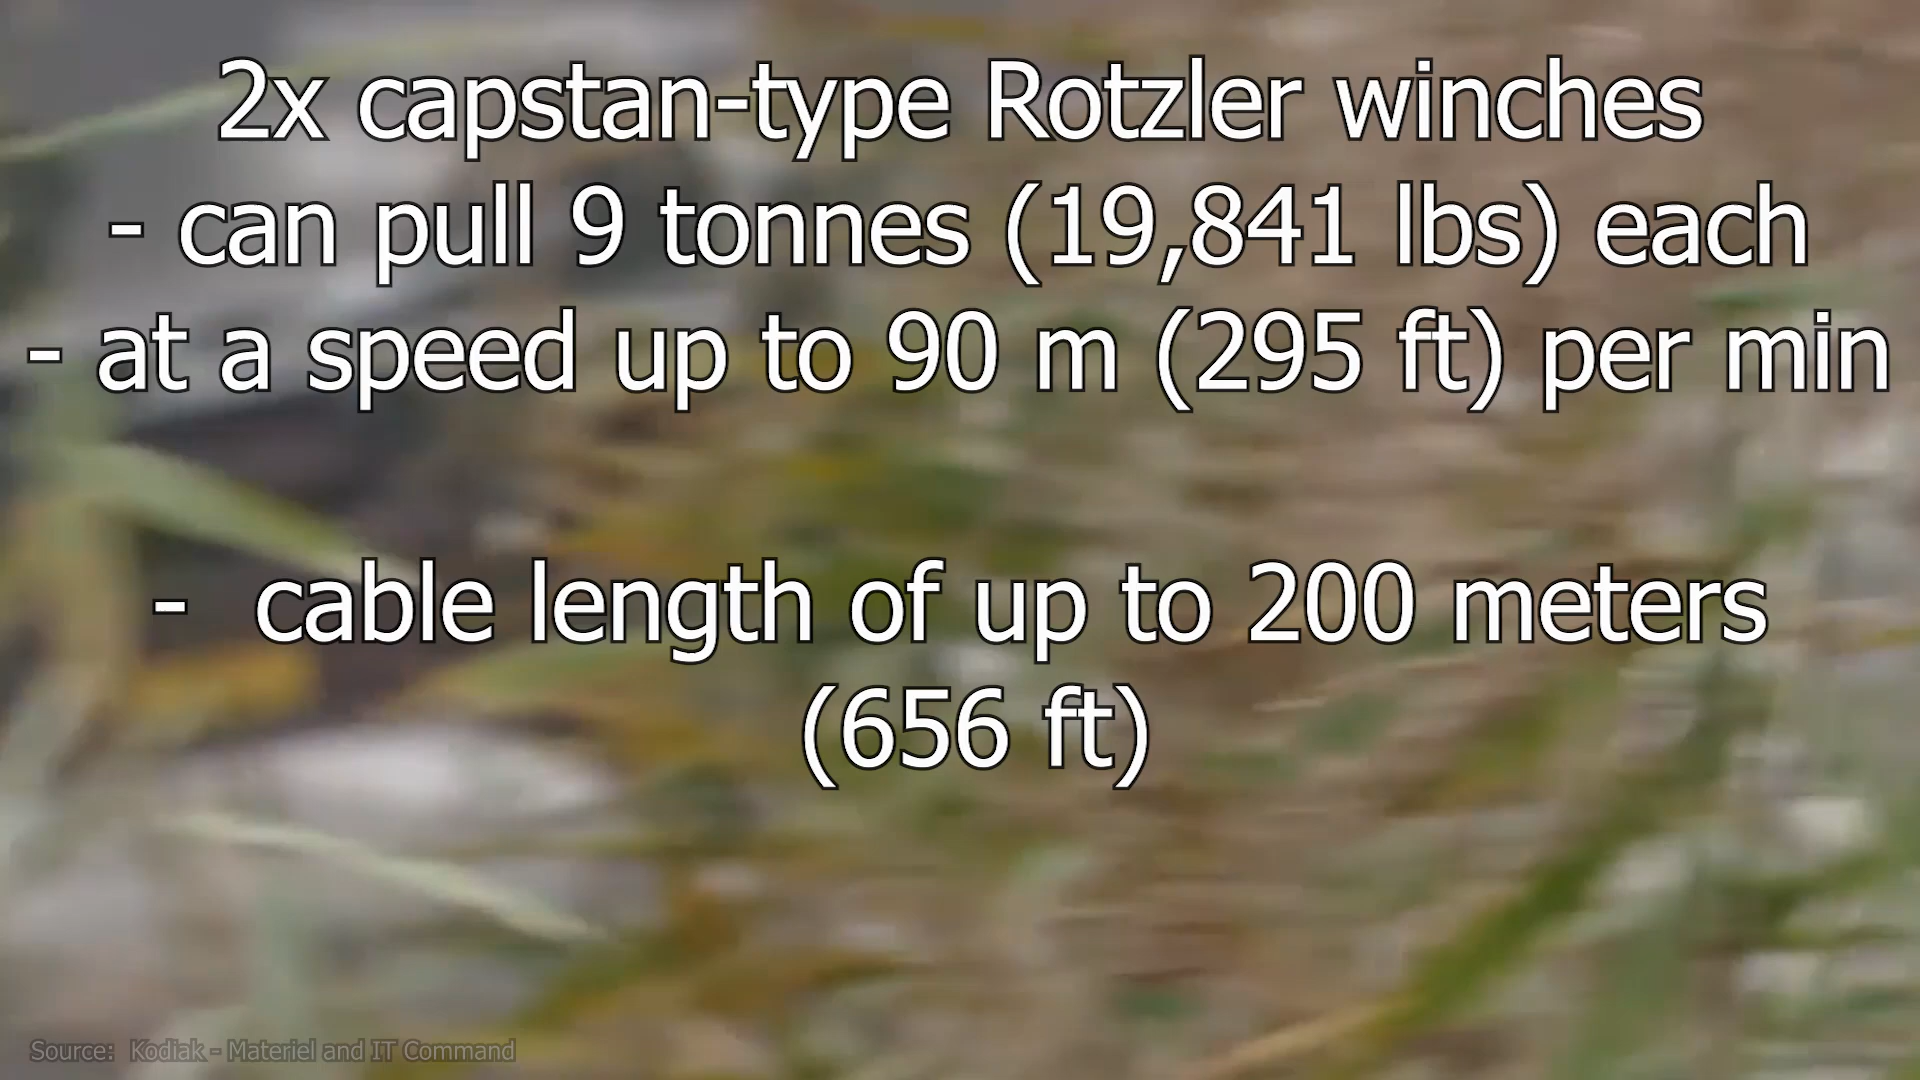 2x capstan-type Rotzler winches
- can pull 9 tonnes (19,841 lbs) each
- at a speed up to 90 m (295 ft) per min
- cable length of up to 200 meters
(656 ft)
Source: Kodiak - Materiel and IT Command